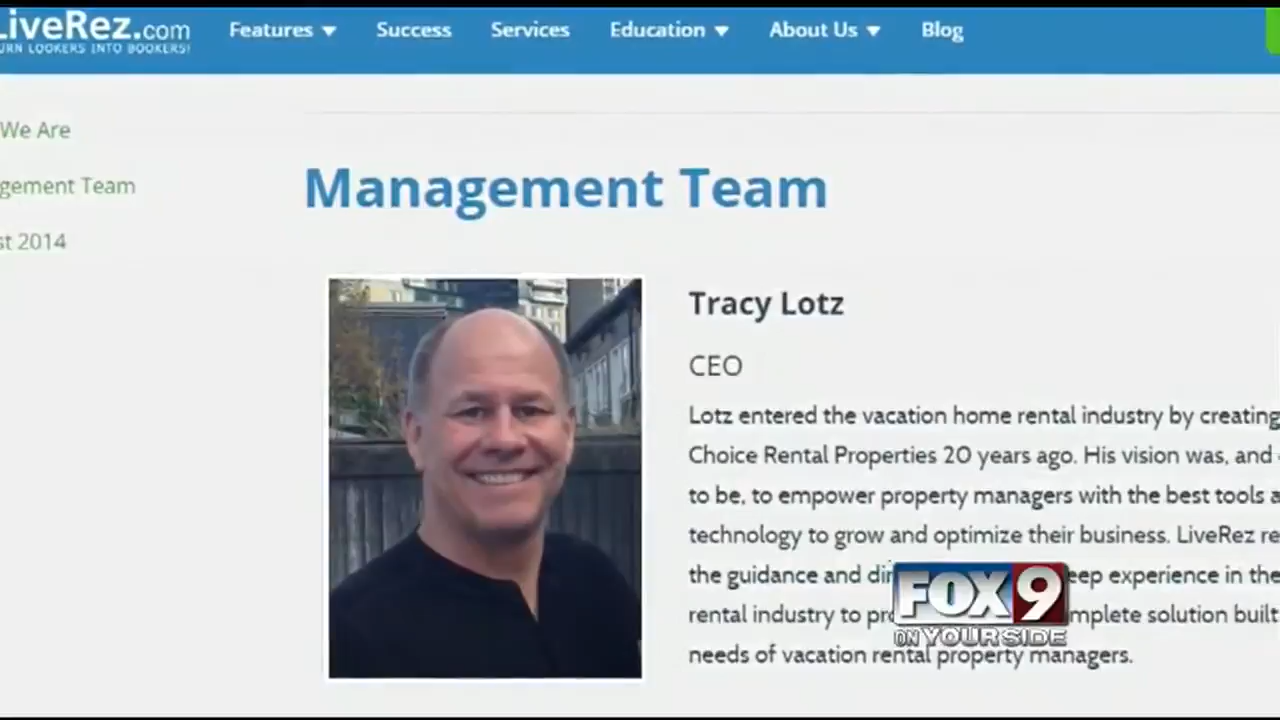 LiveRez.com
URN LOOKERS INTO BOOKERS!
Features Success Services Education About Us Blog
We Are
gement Team
st 2014
Management Team
Tracy Lotz
CEO
Lotz entered the vacation home rental industry by creating
Choice Rental Properties 20 years ago. His vision was, and
to be, to empower property managers with the best tools a
technology to grow and optimize their business. LiveRez re
the guidance and dir eep experience in the
rental industry to pro mplete solution built
needs of vacation rental property managers.
FOX 9
ON YOUR SIDE